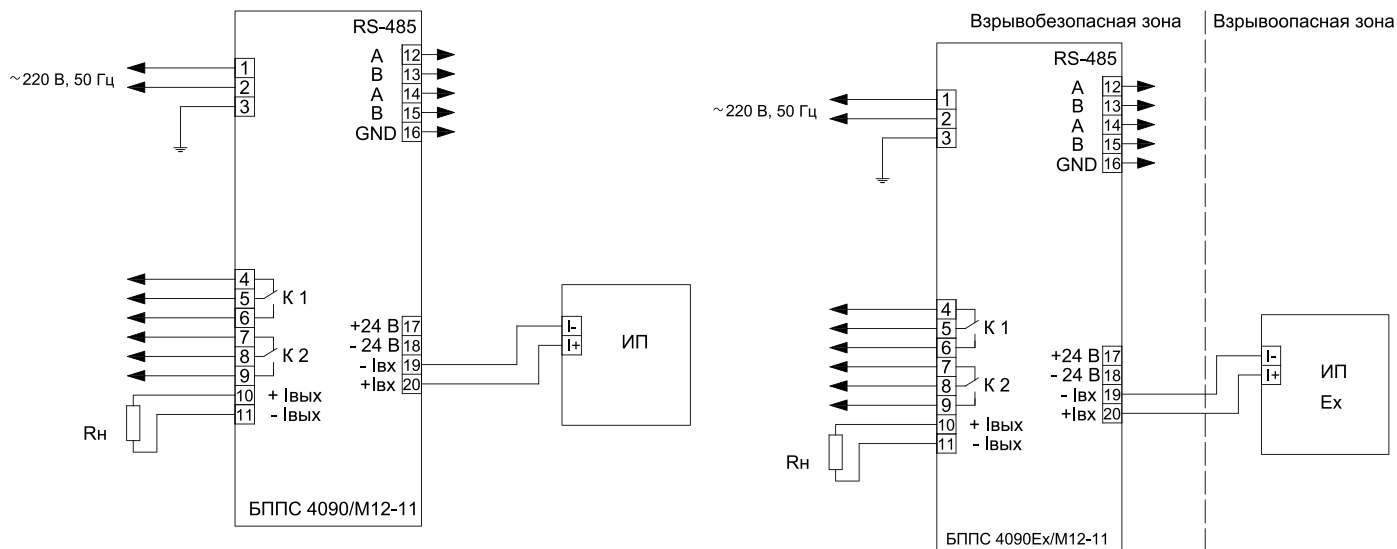 RS-485
~220 В, 50 Гц
1
2
3
A 12
B 13
A 14
B 15
GND 16
4
5
6
К 1
7
8
9
К 2
10 + Iвых
11 - Iвых
Rн
+24 В 17
- 24 В 18
- Iвх 19
+Iвх 20
I-
I+
ИП
БППС 4090/М12-11
Взрывобезопасная зона
Взрывоопасная зона
RS-485
~220 В, 50 Гц
1
2
3
A 12
B 13
A 14
B 15
GND 16
4
5
6
К 1
7
8
9
К 2
10 + Iвых
11 - Iвых
Rн
+24 В 17
- 24 В 18
- Iвх 19
+Iвх 20
I-
I+
ИП
Ex
БППС 4090Ex/М12-11